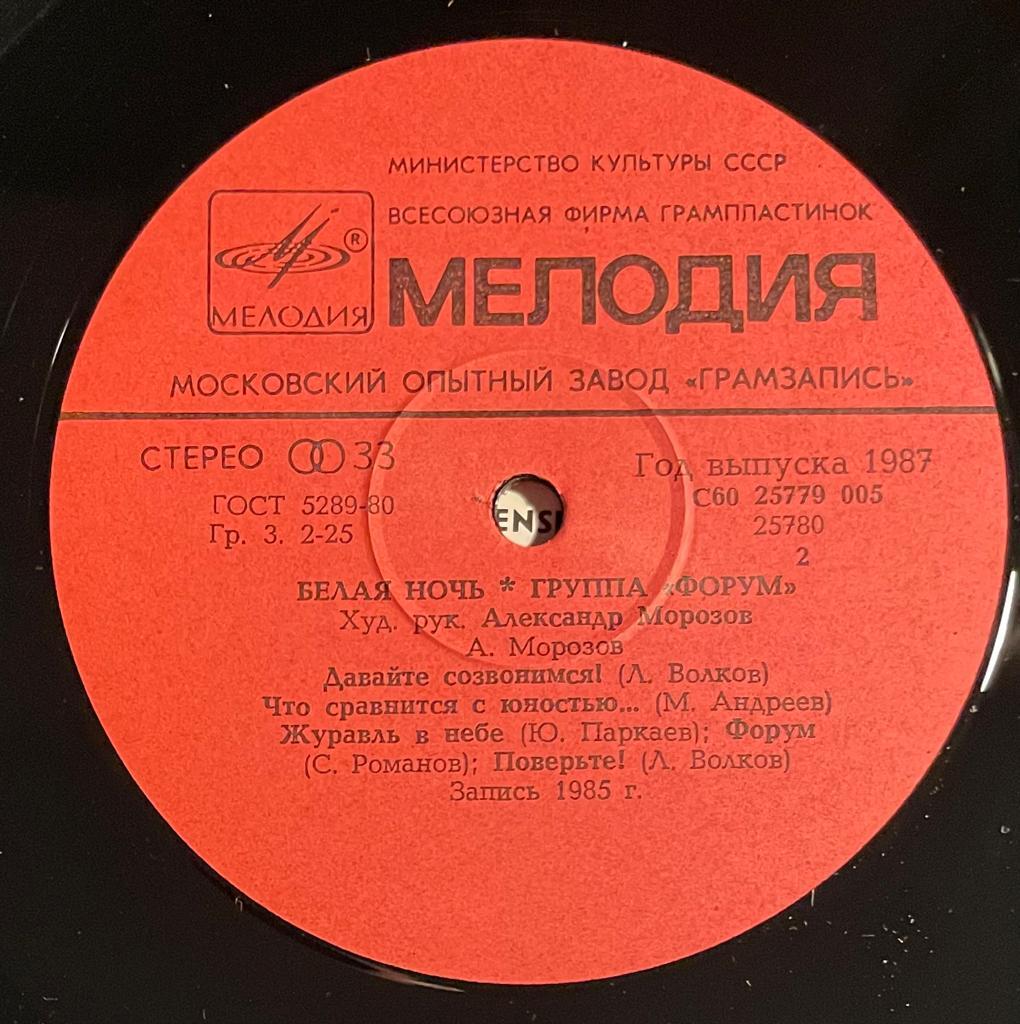 МИНИСТЕРСТВО КУЛЬТУРЫ СССР
ВСЕСОЮЗНАЯ ФИРМА ГРАМПЛАСТИНОК
®
МЕЛОДИЯ
МЕЛОДИЯ
МОСКОВСКИЙ ОПЫТНЫЙ ЗАВОД «ГРАМЗАПИСЬ»
СТЕРЕО 33
ГОСТ 5289-80
Гр. 3. 2-25
Год выпуска 1987
С60 25779 005
25780
2
ENSI
БЕЛАЯ НОЧЬ * ГРУППА «ФОРУМ»
Худ. рук. Александр Морозов
А. Морозов
Давайте созвонимся! (Л. Волков)
Что сравнится с юностью... (М. Андреев)
Журавль в небе (Ю. Паркаев); Форум
(С. Романов); Поверьте! (Л. Волков)
Запись 1985 г.